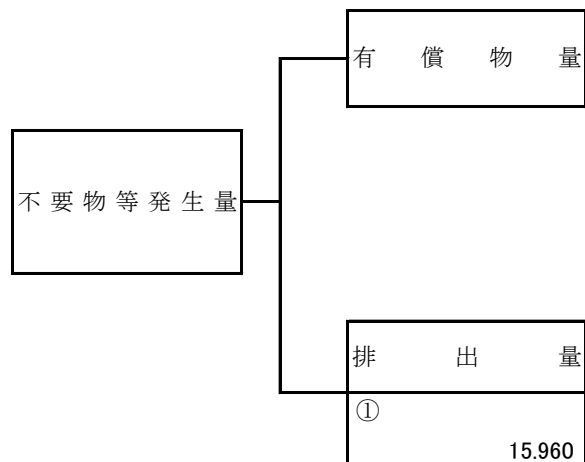 有償物量
不要物等発生量
排出量
①
15.960